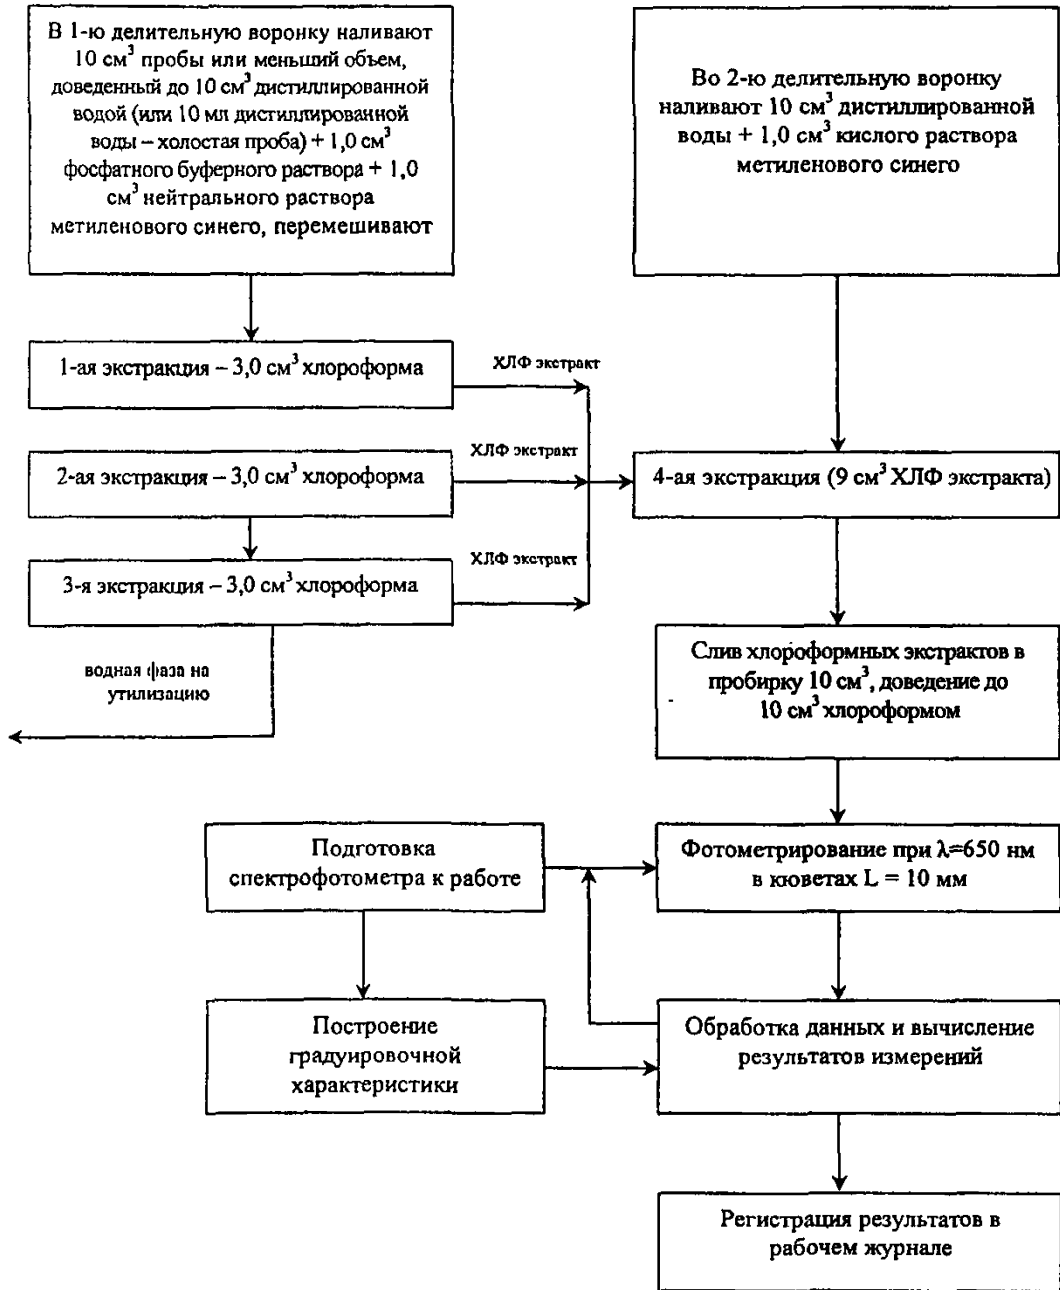 В 1-ю делительную воронку наливают
10 см³ пробы или меньший объем,
доведенный до 10 см³ дистиллированной
водой (или 10 мл дистиллированной
воды – холостая проба) + 1,0 см³
фосфатного буферного раствора + 1,0
см³ нейтрального раствора
метиленового синего, перемешивают
Во 2-ю делительную воронку
наливают 10 см³ дистиллированной
воды + 1,0 см³ кислого раствора
метиленового синего
1-ая экстракция – 3,0 см³ хлороформа
ХЛФ экстракт
2-ая экстракция – 3,0 см³ хлороформа
ХЛФ экстракт
4-ая экстракция (9 см³ ХЛФ экстракта)
3-я экстракция – 3,0 см³ хлороформа
ХЛФ экстракт
водная фаза на
утилизацию
Слив хлороформных экстрактов в
пробирку 10 см³, доведение до
10 см³ хлороформом
Подготовка
спектрофотометра к работе
Фотометрирование при λ=650 нм
в кюветах L = 10 мм
Построение
градуировочной
характеристики
Обработка данных и вычисление
результатов измерений
Регистрация результатов в
рабочем журнале